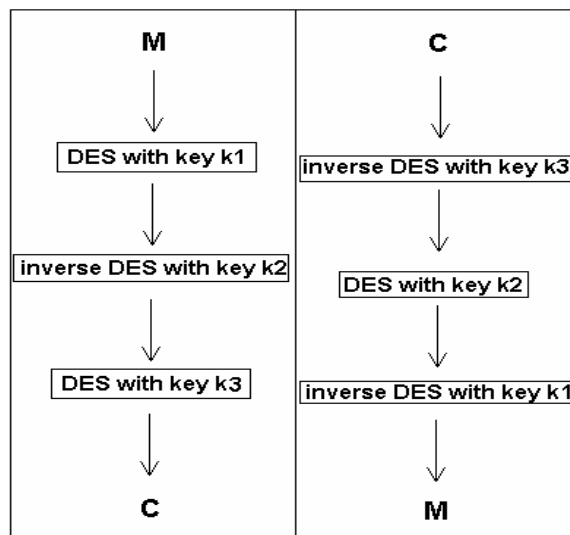 M
DES with key k1
inverse DES with key k2
DES with key k3
C
C
inverse DES with key k3
DES with key k2
inverse DES with key k1
M